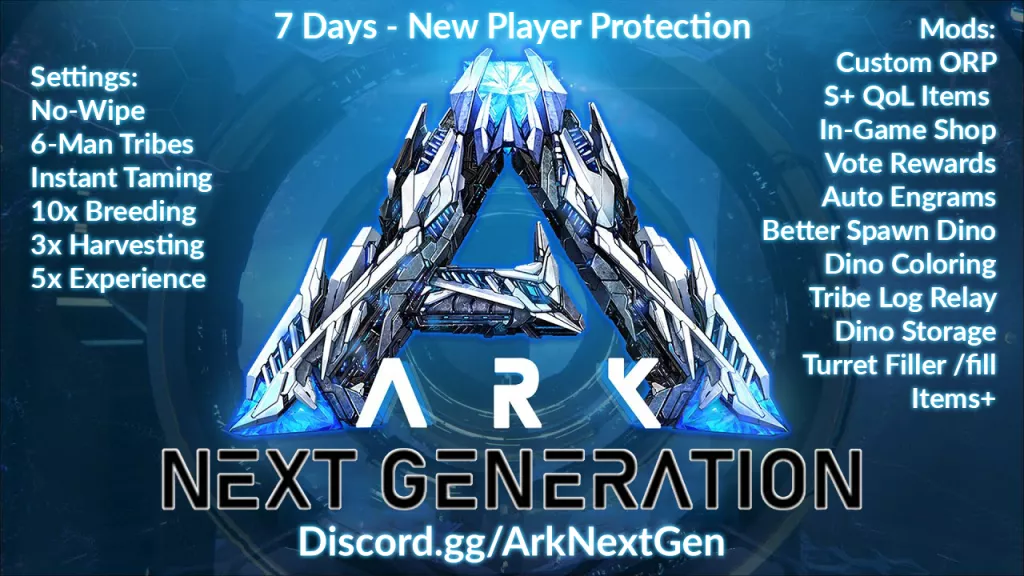 7 Days - New Player Protection
Settings:
No-Wipe
6-Man Tribes
Instant Taming
10x Breeding
3x Harvesting
5x Experience
Mods:
Custom ORP
S+ QoL Items
In-Game Shop
Vote Rewards
Auto Engrams
Better Spawn Dino
Dino Coloring
Tribe Log Relay
Dino Storage
Turret Filler /fill
Items+
ARK
NEXT GENERATION
Discord.gg/ArkNextGen